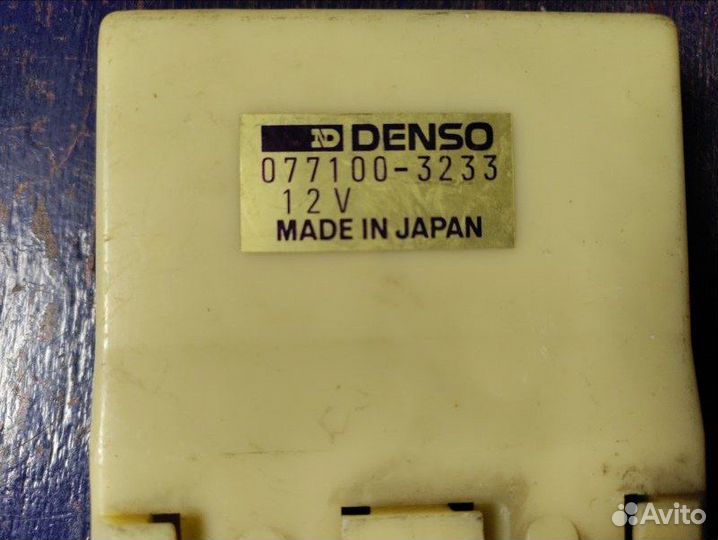 ND DENSO
077100-3233
12V
MADE IN JAPAN
Avito